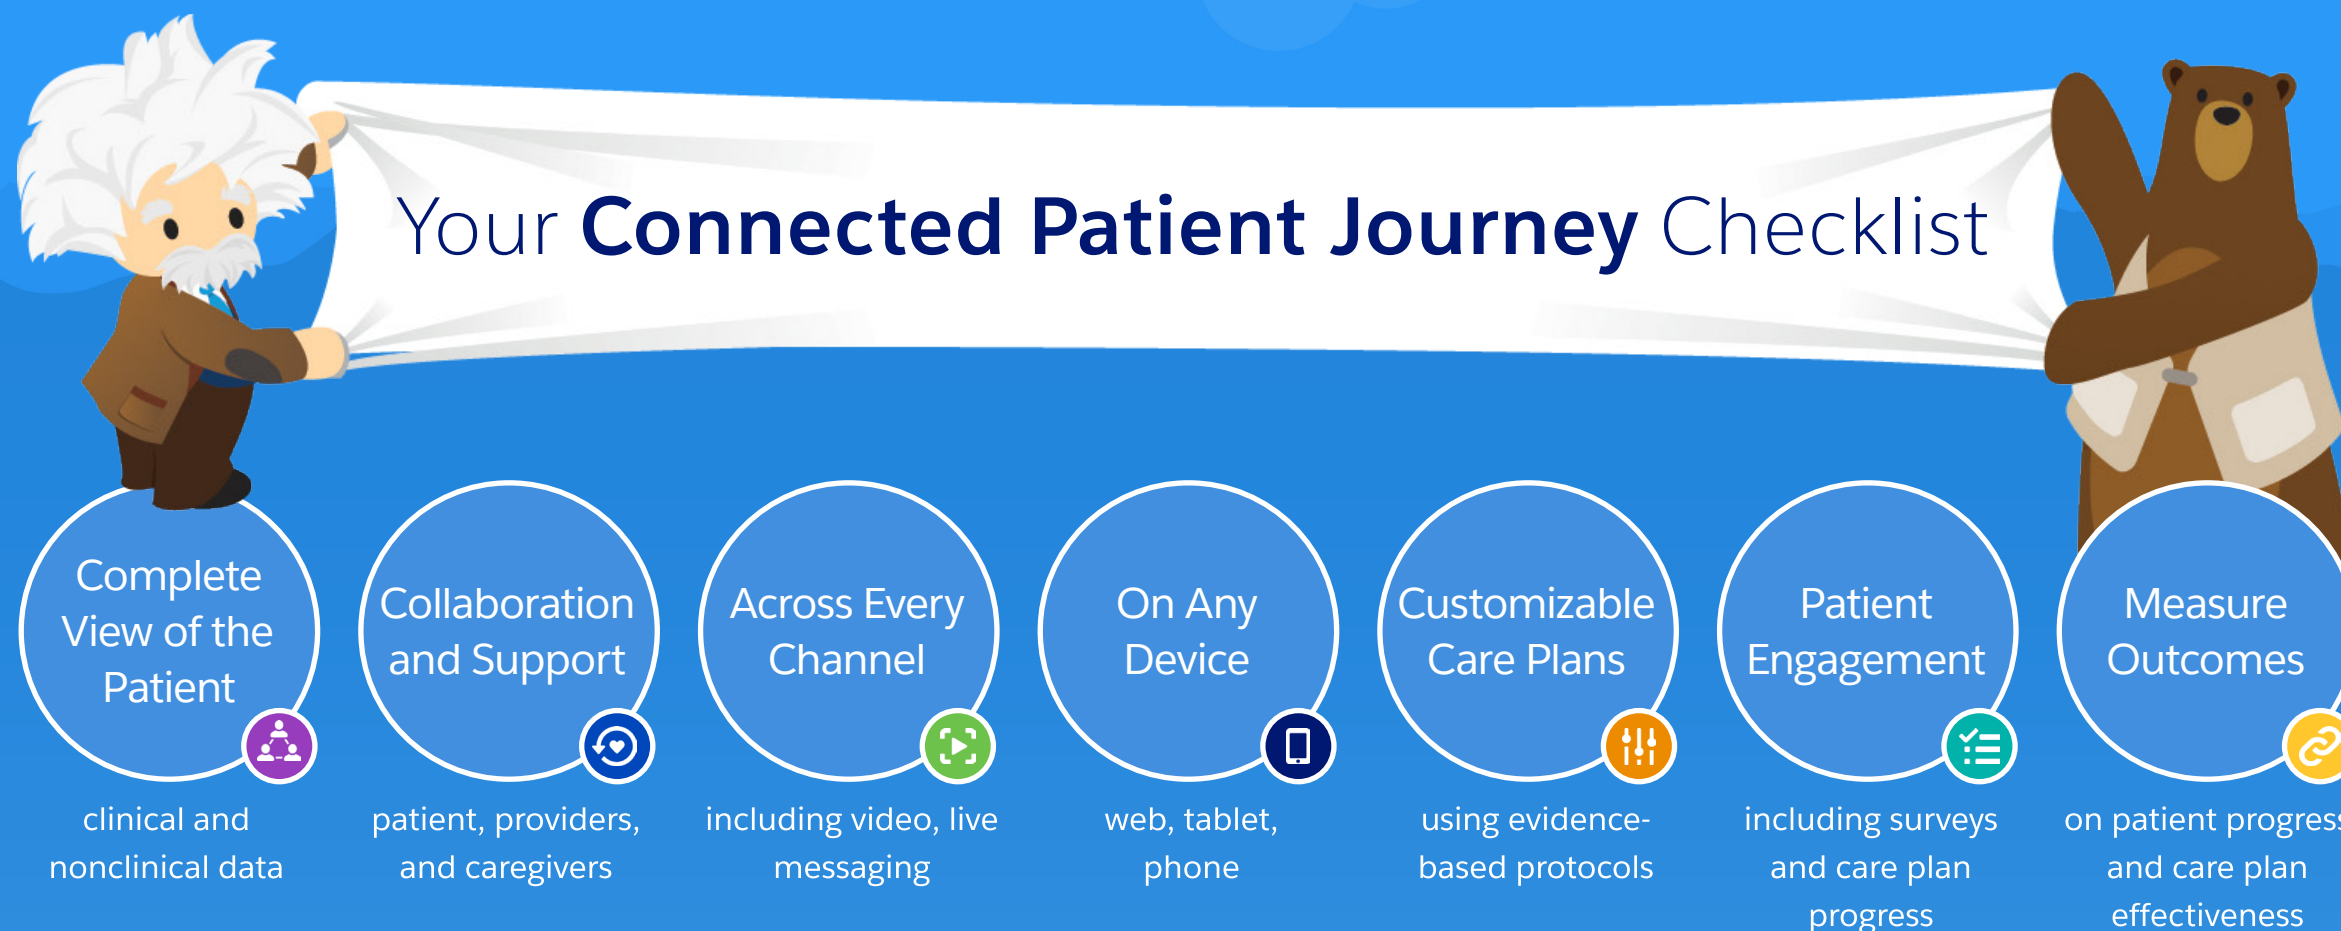 Your Connected Patient Journey Checklist
Complete
View of the
Patient
clinical and
nonclinical data
Collaboration
and Support
patient, providers,
and caregivers
Across Every
Channel
including video, live
messaging
On Any
Device
web, tablet,
phone
Customizable
Care Plans
using evidence-
based protocols
Patient
Engagement
including surveys
and care plan
progress
Measure
Outcomes
on patient progress
and care plan
effectiveness